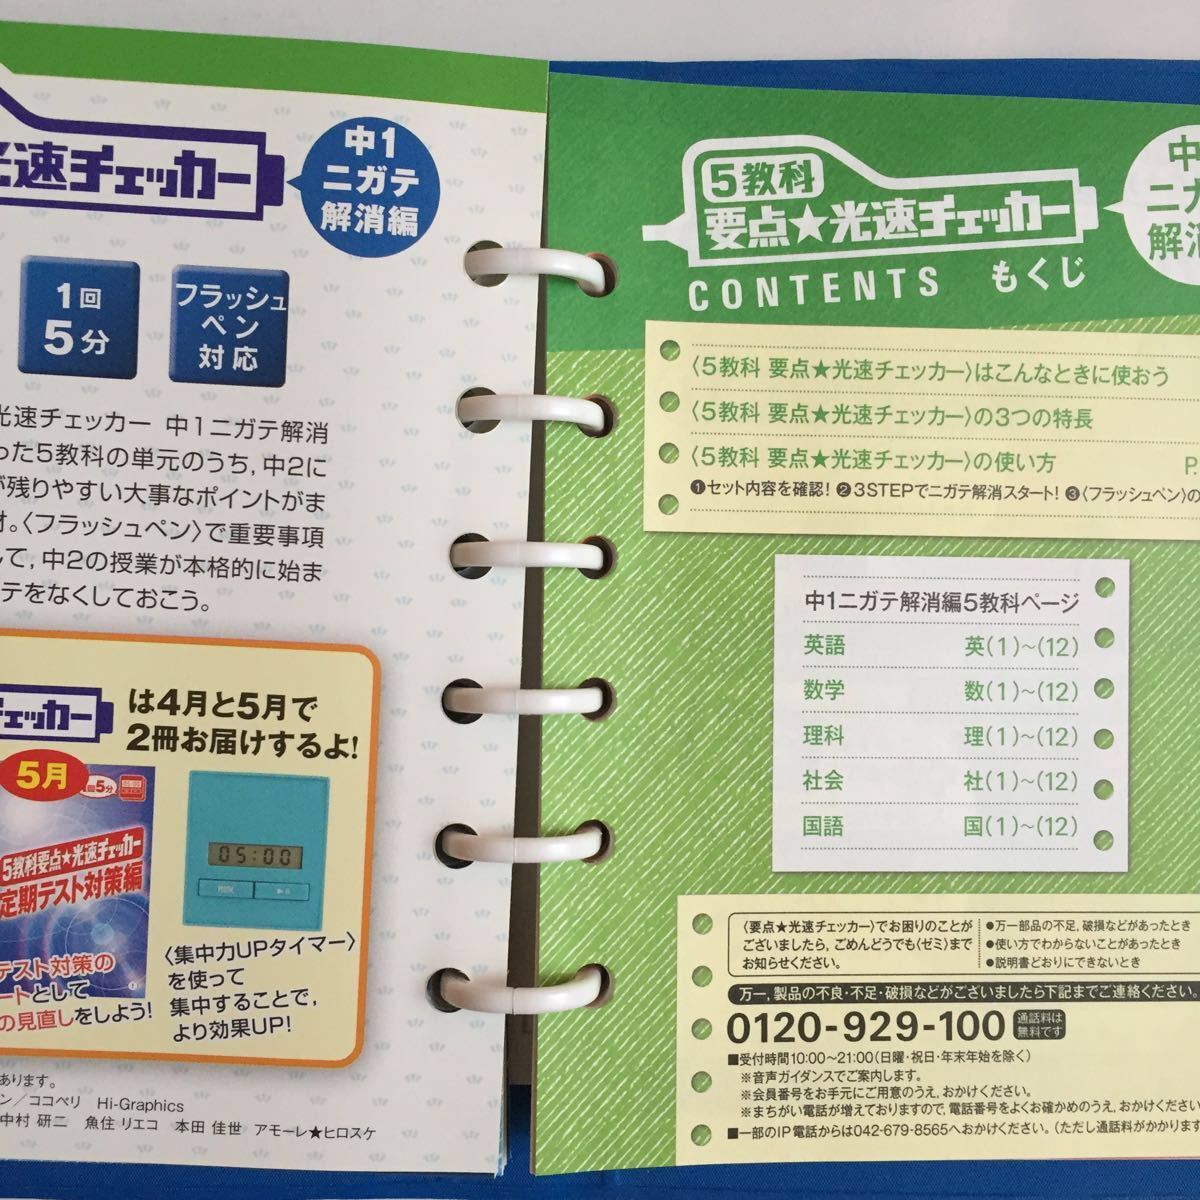 光速チェッカー
中1
ニガテ
解消編
1回
5分
フラッシュ
ペン
対応
光速チェッカー 中1ニガテ解消
った5教科の単元のうち,中2に
が残りやすい大事なポイントがま
オ。〈フラッシュペン〉で重要事項
て,中2の授業が本格的に始ま
テをなくしておこう。
チェッカー
は4月と5月で
2冊お届けするよ!
5月
1回5分
5教科要点★光速チェッカー
定期テスト対策編
05:00
テスト対策の
ートとして
の見直しをしよう!
〈集中力UPタイマー〉
を使って
集中することで,
より効果UP!
あります。
ン/ココペリ Hi-Graphics
中村 研二 魚住 リエコ 本田 佳世 アモーレ★ヒロスケ
5教科
要点★光速チェッカー
中
ニガ
解消
CONTENTS もくじ
〈5教科 要点★光速チェッカー〉はこんなときに使おう
〈5教科 要点★光速チェッカー〉の3つの特長
〈5教科 要点★光速チェッカー〉の使い方 P.
❶セット内容を確認! ❷3STEPでニガテ解消スタート! ❸〈フラッシュペン〉の
中1ニガテ解消編5教科ページ
英語 英(1)~(12)
数学 数(1)~(12)
理科 理(1)~(12)
社会 社(1)~(12)
国語 国(1)~(12)
〈要点★光速チェッカー〉でお困りのことが
ございましたら,ごめんどうでも〈ゼミ〉まで
お知らせください。
●万一部品の不足,破損などがあったとき
●使い方でわからないことがあったとき
●説明書どおりにできないとき
万一,製品の不良・不足・破損などがございましたら下記までご連絡ください。
0120-929-100 通話料は無料です
■受付時間10:00~21:00(日曜・祝日・年末年始を除く)
※音声ガイダンスでご案内します。
※会員番号をお手元にご用意のうえ,おかけください。
※まちがい電話が増えておりますので,電話番号をよくお確かめのうえ,おかけくださ
■一部のIP電話からは042-679-8565へおかけください。(ただし通話料がかかります